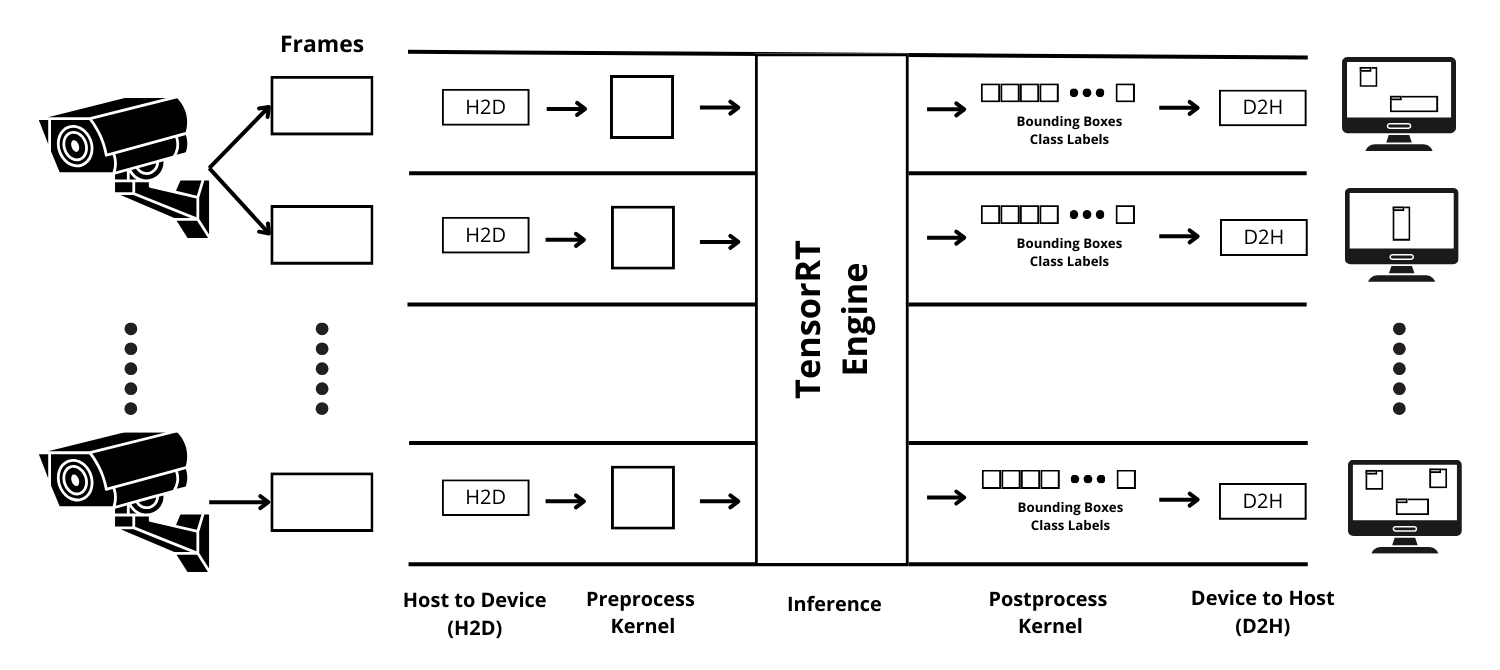 Frames
H2D
Bounding Boxes
Class Labels
D2H
H2D
Bounding Boxes
Class Labels
D2H
TensorRT
Engine
H2D
Bounding Boxes
Class Labels
D2H
Host to Device
(H2D)
Preprocess
Kernel
Inference
Postprocess
Kernel
Device to Host
(D2H)